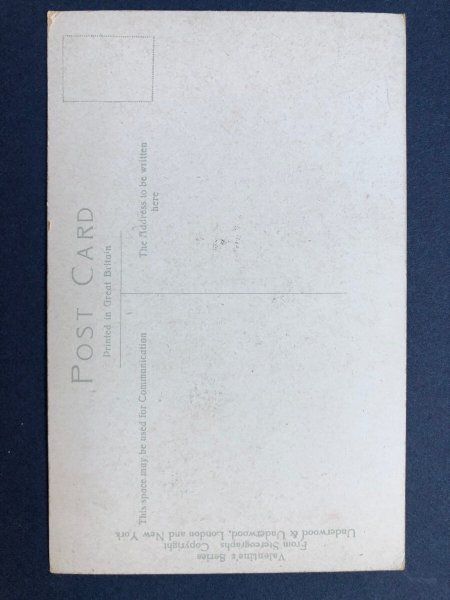 POST CARD
Printed in Great Britain
This space may be used for Communication
The Address to be written
here
Valentine's Series
From Stereographs Copyright
Underwood & Underwood, London and New York